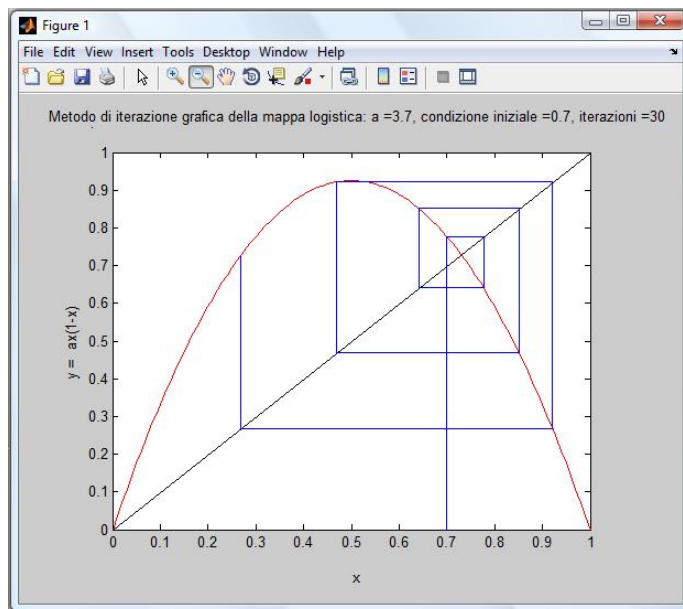 Figure 1
File Edit View Insert Tools Desktop Window Help
Metodo di iterazione grafica della mappa logistica: a =3.7, condizione iniziale =0.7, iterazioni =30
1
0.9
0.8
0.7
0.6
0.5
0.4
0.3
0.2
0.1
0
y = ax(1-x)
0 0.1 0.2 0.3 0.4 0.5 0.6 0.7 0.8 0.9 1
x